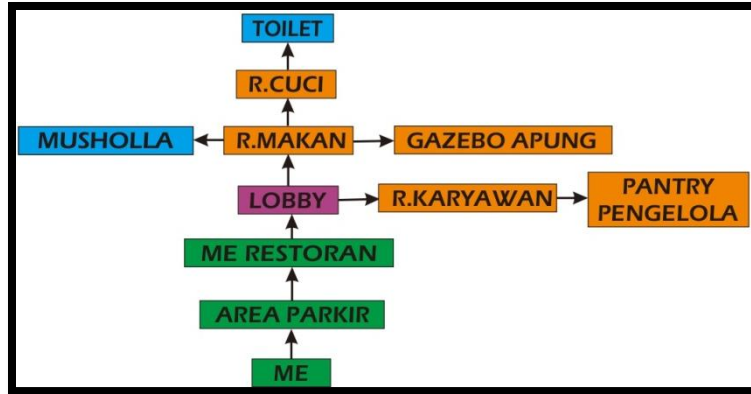 TOILET
R.CUCI
MUSHOLLA
R.MAKAN
GAZEBO APUNG
LOBBY
R.KARYAWAN
PANTRY
PENGELOLA
ME RESTORAN
AREA PARKIR
ME